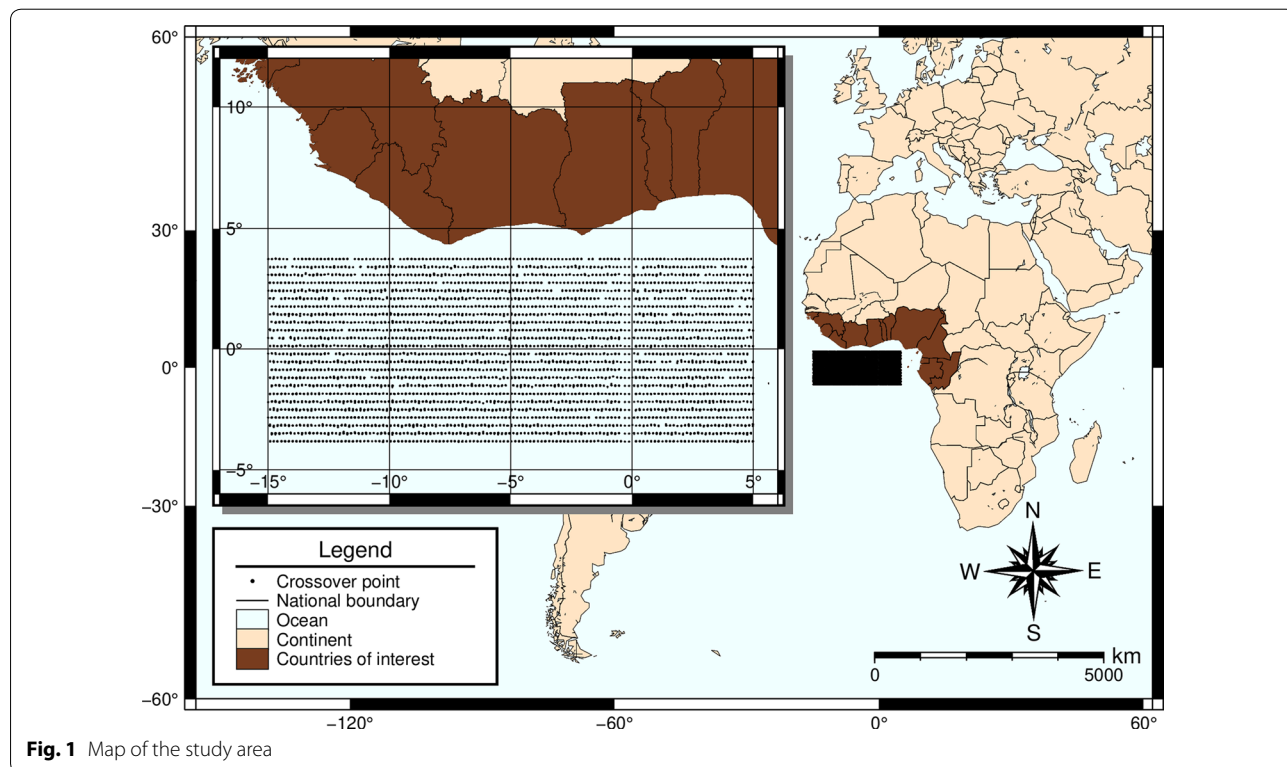 60°
10°
5°
30°
0°
0°
−5°
−15° −10° −5° 0° 5°
−30°
N
W E
S
Legend
Crossover point
National boundary
Ocean
Continent
Countries of interest
km
0 5000
−60°
−120° −60° 0° 60°
Fig. 1 Map of the study area